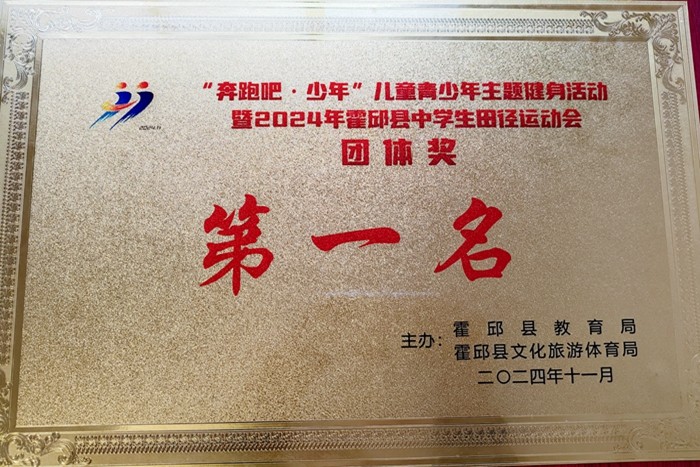 “奔跑吧·少年”儿童青少年主题健身活动
暨2024年霍邱县中学生田径运动会
团体奖
2024.11
第一名
主办：霍邱县教育局
霍邱县文化旅游体育局
二〇二四年十一月